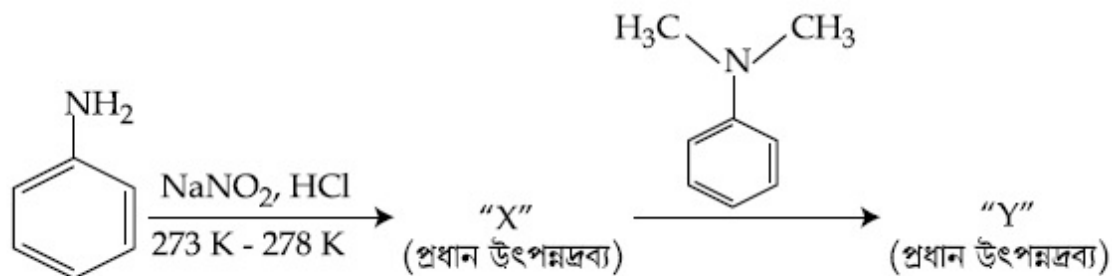 H₃C CH₃
N
NH₂
NaNO₂, HCl
273 K - 278 K
“X”
(প্রধান উৎপন্নদ্রব্য)
“Y”
(প্রধান উৎপন্নদ্রব্য)